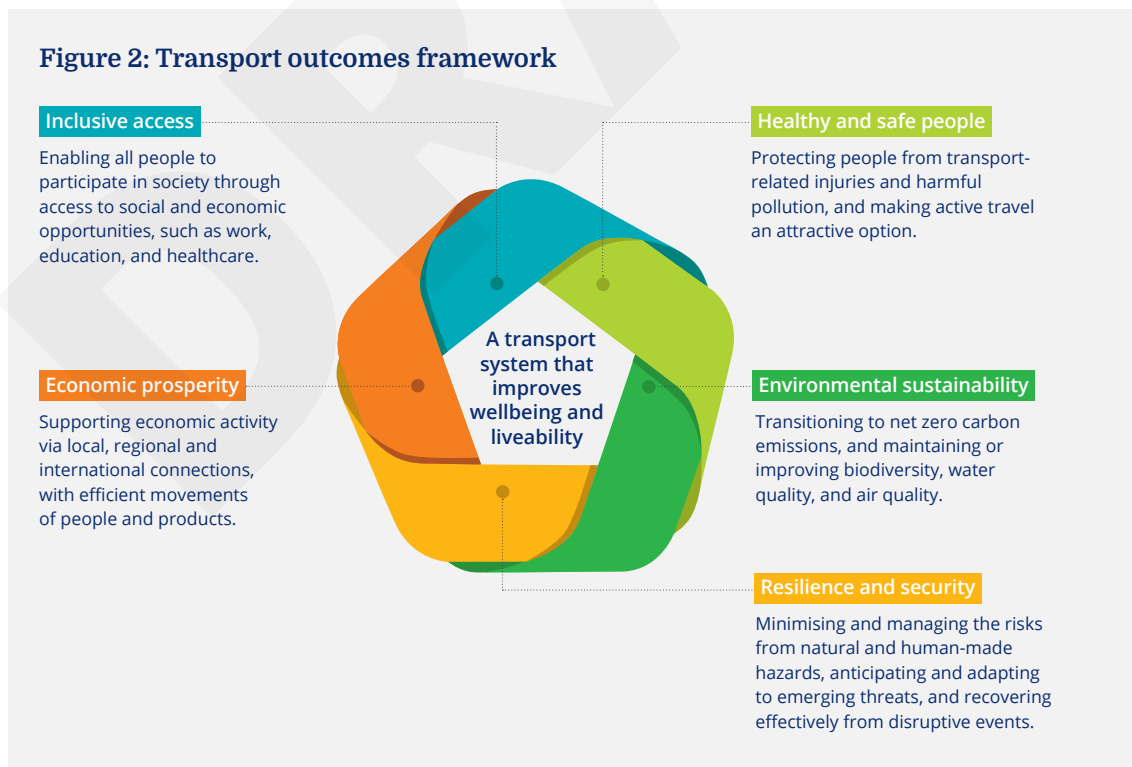 Figure 2: Transport outcomes framework
Inclusive access
Enabling all people to
participate in society through
access to social and economic
opportunities, such as work,
education, and healthcare.
Healthy and safe people
Protecting people from transport-
related injuries and harmful
pollution, and making active travel
an attractive option.
A transport
system that
improves
wellbeing and
liveability
Economic prosperity
Supporting economic activity
via local, regional and
international connections,
with efficient movements
of people and products.
Environmental sustainability
Transitioning to net zero carbon
emissions, and maintaining or
improving biodiversity, water
quality, and air quality.
Resilience and security
Minimising and managing the risks
from natural and human-made
hazards, anticipating and adapting
to emerging threats, and recovering
effectively from disruptive events.